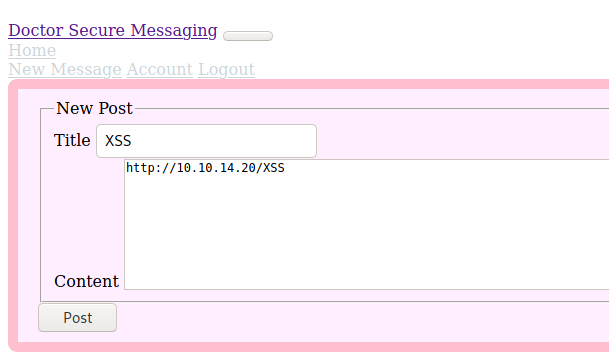 Doctor Secure Messaging
Home
New Message Account Logout
New Post
Title XSS
http://10.10.14.20/XSS
Content
Post